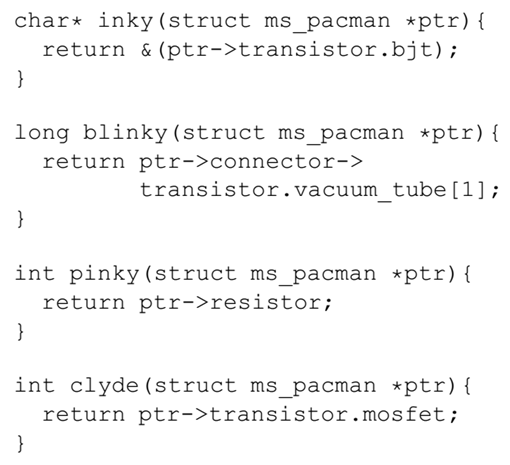 char* inky(struct ms_pacman *ptr){
  return &(ptr->transistor.bjt);
}

long blinky(struct ms_pacman *ptr){
  return ptr->connector->
         transistor.vacuum_tube[1];
}

int pinky(struct ms_pacman *ptr){
  return ptr->resistor;
}

int clyde(struct ms_pacman *ptr){
  return ptr->transistor.mosfet;
}